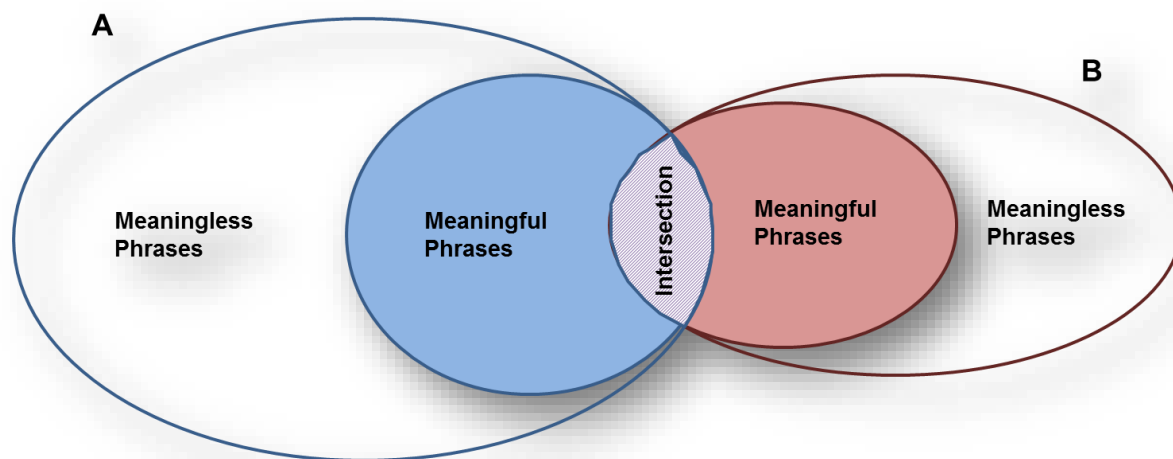 A
B
Meaningless
Phrases
Meaningful
Phrases
Intersection
Meaningful
Phrases
Meaningless
Phrases